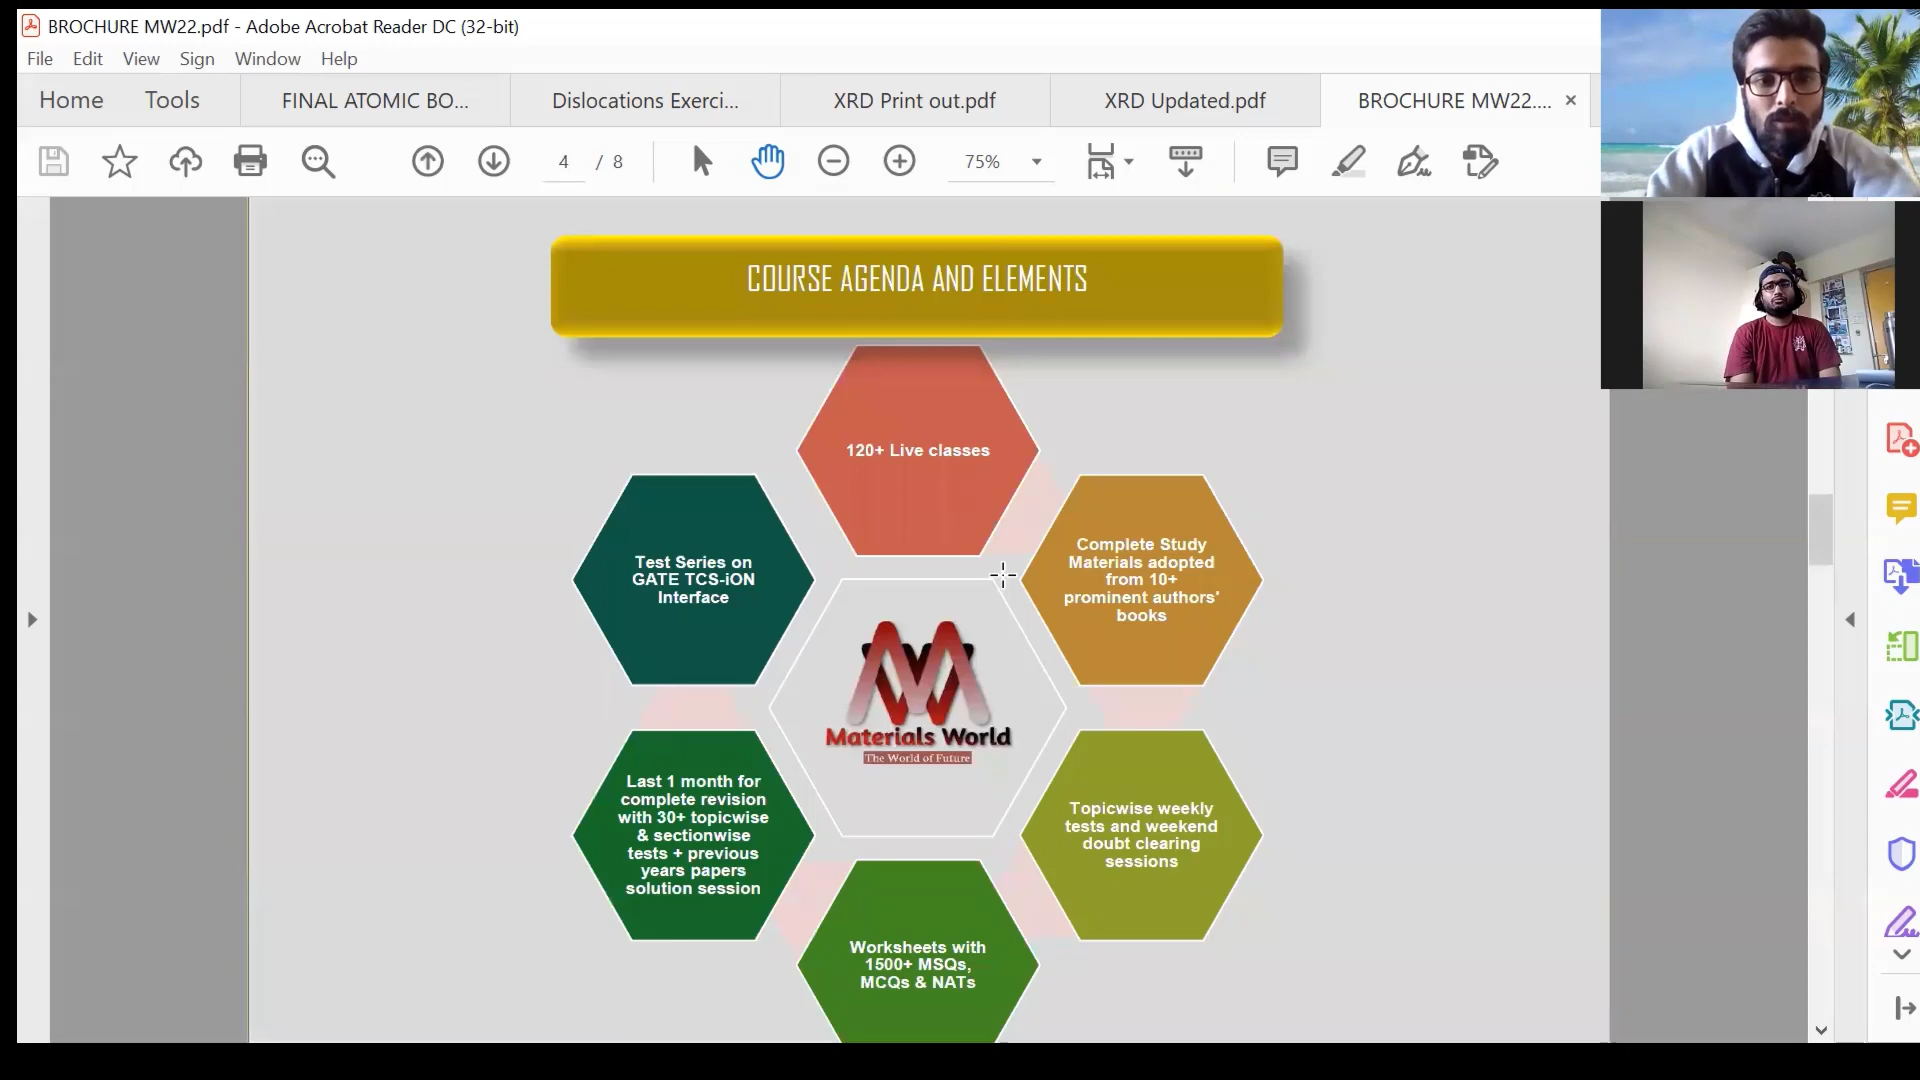 BROCHURE MW22.pdf - Adobe Acrobat Reader DC (32-bit)
File Edit View Sign Window Help
Home Tools FINAL ATOMIC BO... Dislocations Exerci... XRD Print out.pdf XRD Updated.pdf BROCHURE MW22....
4 / 8 75%
COURSE AGENDA AND ELEMENTS
120+ Live classes
Test Series on
GATE TCS-iON
Interface
Complete Study
Materials adopted
from 10+
prominent authors'
books
Materials World
The World of Future
Last 1 month for
complete revision
with 30+ topicwise
& sectionwise
tests + previous
years papers
solution session
Topicwise weekly
tests and weekend
doubt clearing
sessions
Worksheets with
1500+ MSQs,
MCQs & NATs